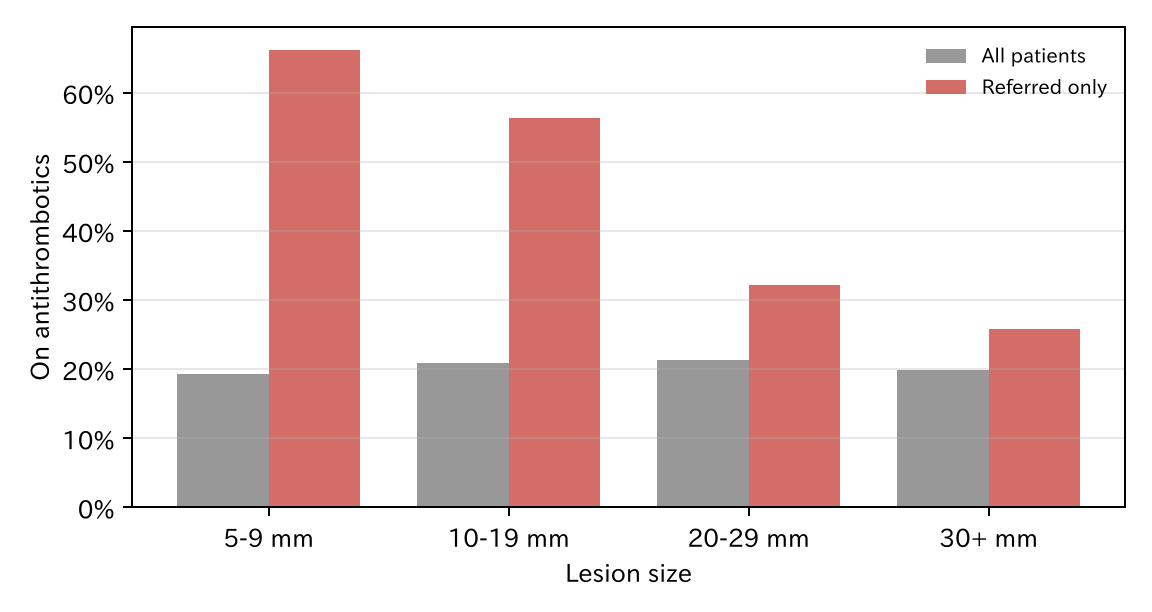 All patients
Referred only
On antithrombotics
60%
50%
40%
30%
20%
10%
0%
5-9 mm
10-19 mm
20-29 mm
30+ mm
Lesion size